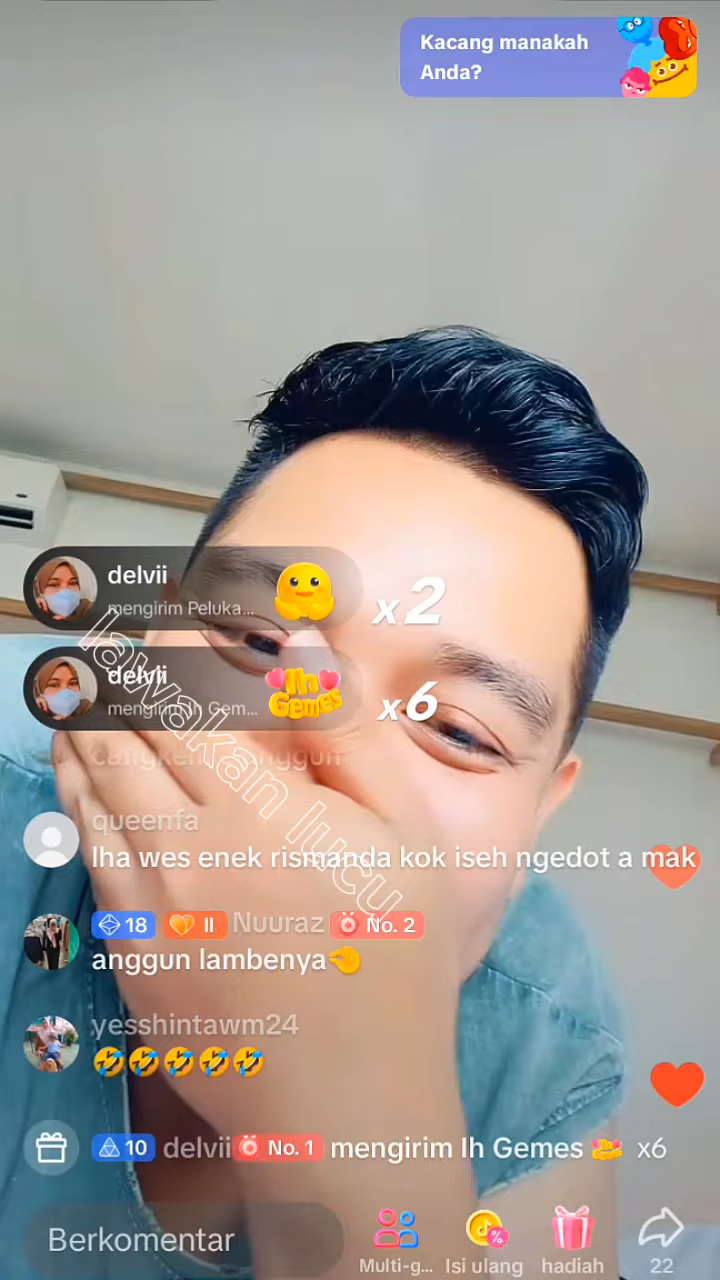 Kacang manakah
Anda?
delvii
mengirim Peluka...
x2
delvii
mengirim Ih Gem...
Ih
Gemes
x6
lawakan lucu
queenfa
lha wes enek rismanda kok iseh ngedot a mak
18 II Nuuraz No. 2
anggun lambenya🤏
yesshintawm24
🤣🤣🤣🤣🤣
10 delvii No. 1 mengirim Ih Gemes x6
Berkomentar
Multi-g... Isi ulang hadiah 22